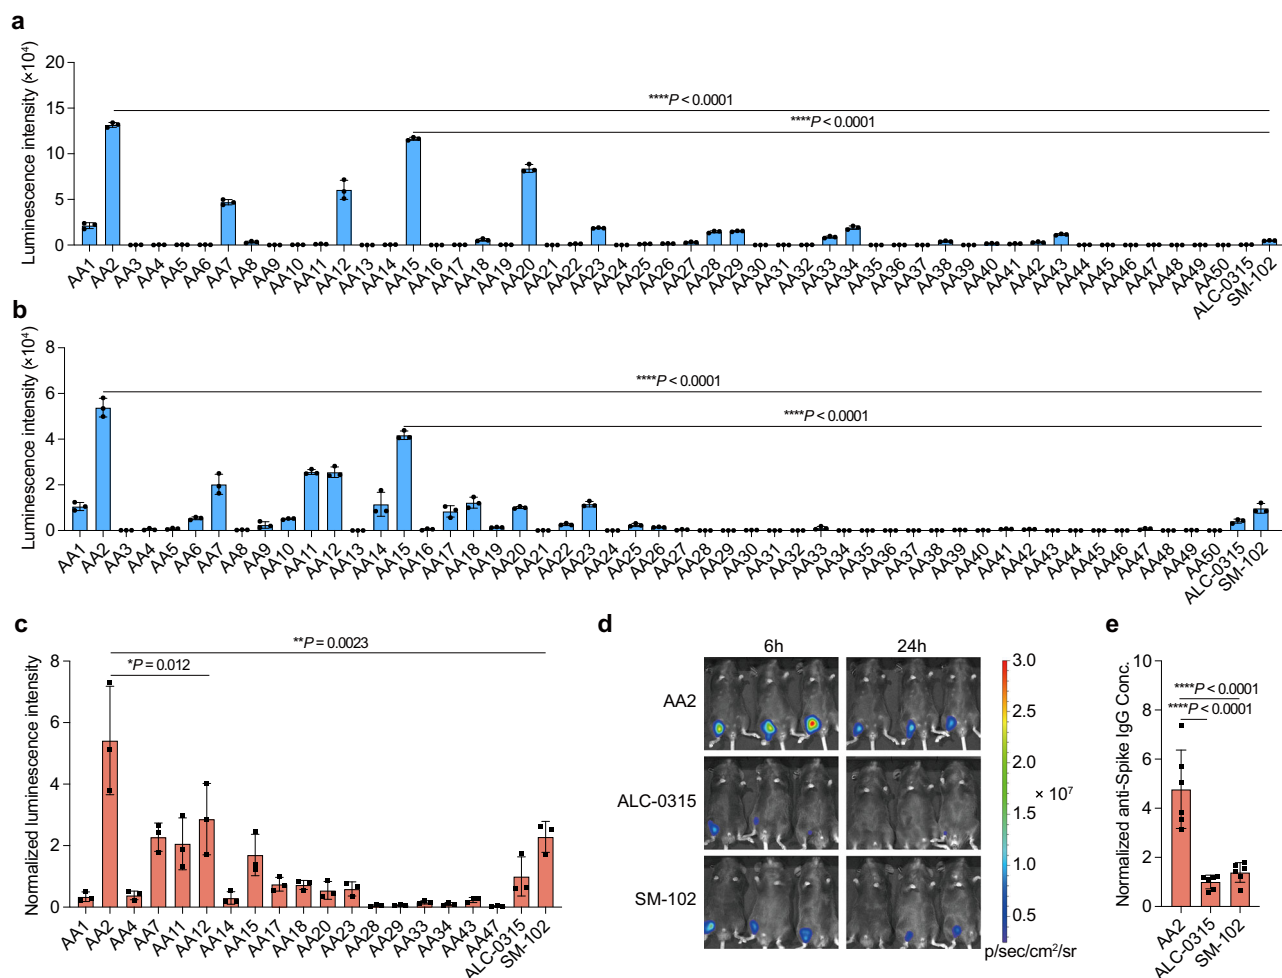 a
Luminescence intensity (×10⁴)
20
15
10
5
0
****P < 0.0001
****P < 0.0001
AA1 AA2 AA3 AA4 AA5 AA6 AA7 AA8 AA9 AA10 AA11 AA12 AA13 AA14 AA15 AA16 AA17 AA18 AA19 AA20 AA21 AA22 AA23 AA24 AA25 AA26 AA27 AA28 AA29 AA30 AA31 AA32 AA33 AA34 AA35 AA36 AA37 AA38 AA39 AA40 AA41 AA42 AA43 AA44 AA45 AA46 AA47 AA48 AA49 AA50 ALC-0315 SM-102
b
Luminescence intensity (×10⁴)
8
6
4
2
0
****P < 0.0001
****P < 0.0001
AA1 AA2 AA3 AA4 AA5 AA6 AA7 AA8 AA9 AA10 AA11 AA12 AA13 AA14 AA15 AA16 AA17 AA18 AA19 AA20 AA21 AA22 AA23 AA24 AA25 AA26 AA27 AA28 AA29 AA30 AA31 AA32 AA33 AA34 AA35 AA36 AA37 AA38 AA39 AA40 AA41 AA42 AA43 AA44 AA45 AA46 AA47 AA48 AA49 AA50 ALC-0315 SM-102
c
Normalized luminescence intensity
8
6
4
2
0
**P = 0.0023
*P = 0.012
AA1 AA2 AA4 AA7 AA11 AA12 AA14 AA15 AA17 AA18 AA20 AA23 AA28 AA29 AA33 AA34 AA43 AA47 ALC-0315 SM-102
d
6h 24h
AA2
ALC-0315
SM-102
3.0
2.5
2.0
× 10⁷
1.5
1.0
0.5
p/sec/cm²/sr
e
Normalized anti-Spike IgG Conc.
10
8
6
4
2
0
****P < 0.0001
****P < 0.0001
AA2 ALC-0315 SM-102